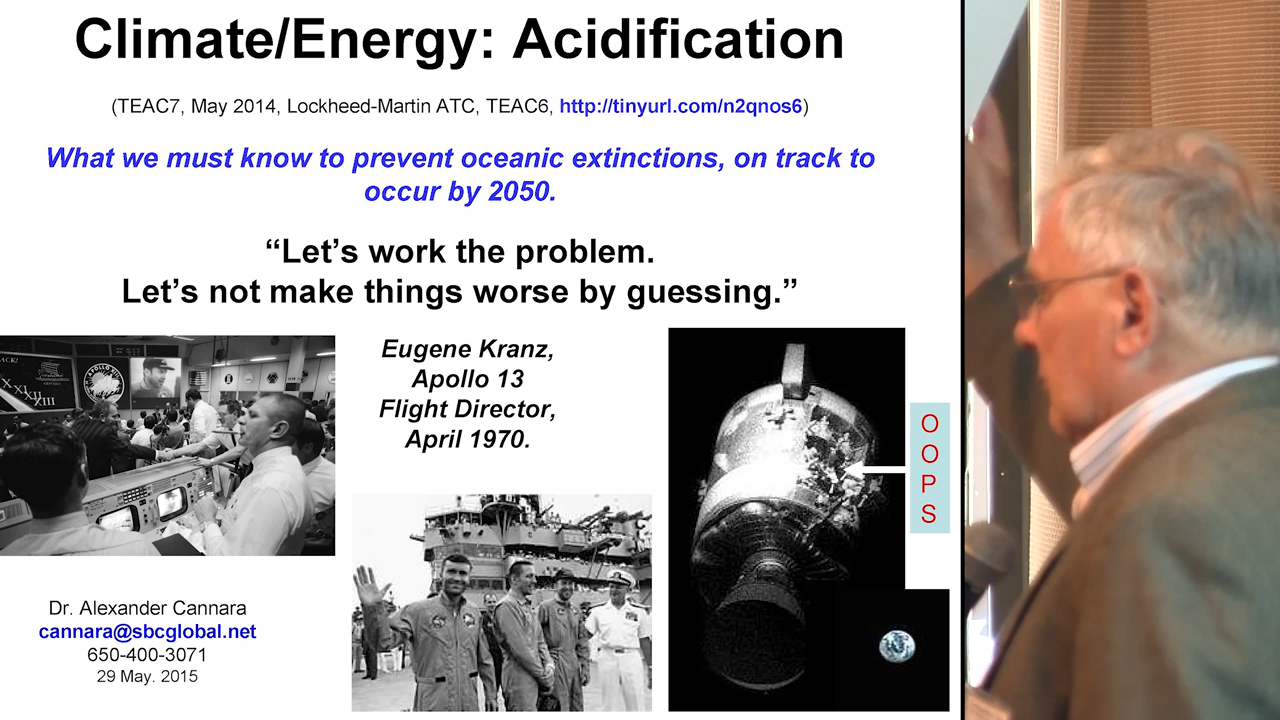 Climate/Energy: Acidification
(TEAC7, May 2014, Lockheed-Martin ATC, TEAC6, http://tinyurl.com/n2qnos6)
What we must know to prevent oceanic extinctions, on track to
occur by 2050.
“Let’s work the problem.
Let’s not make things worse by guessing.”
Eugene Kranz,
Apollo 13
Flight Director,
April 1970.
O
O
P
S
Dr. Alexander Cannara
cannara@sbcglobal.net
650-400-3071
29 May. 2015